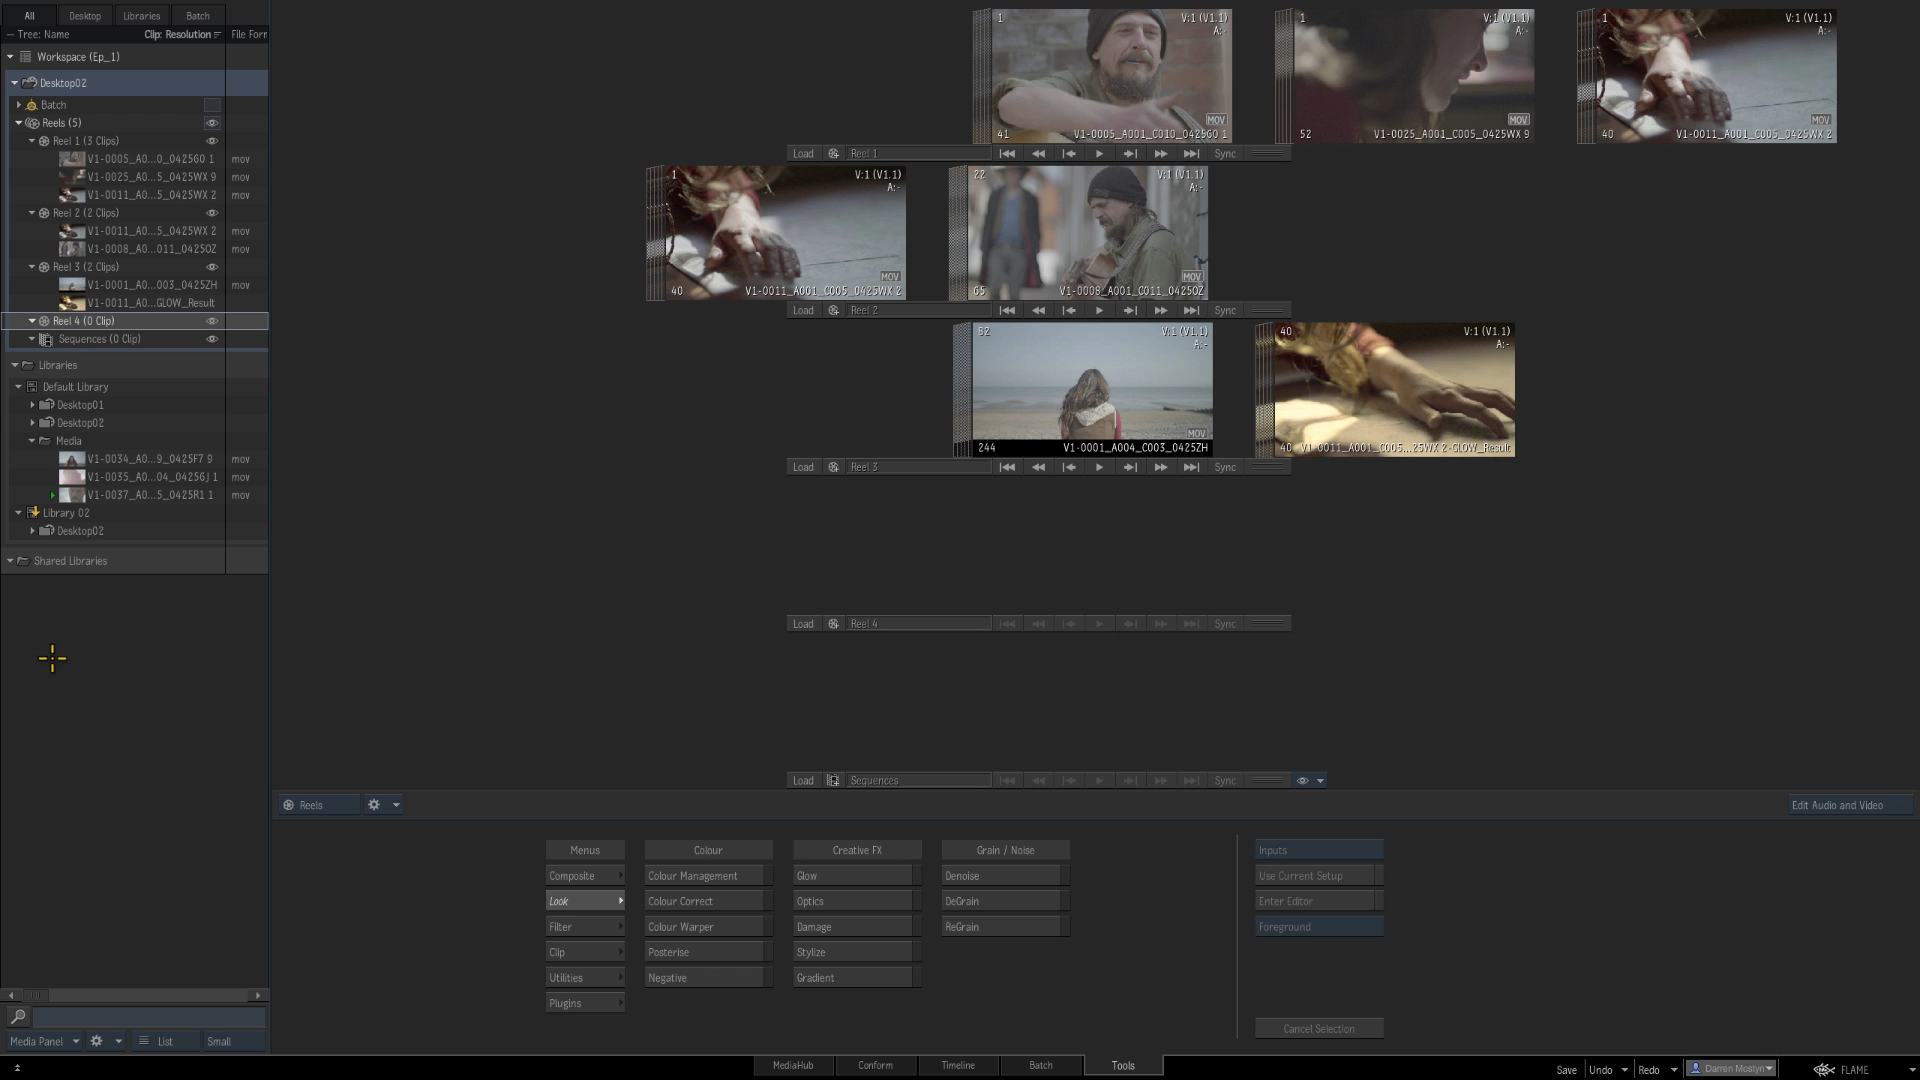 All Desktop Libraries Batch
Tree: Name Clip: Resolution File Form
Workspace (Ep_1)
Desktop02
Batch
Reels (5)
Reel 1 (3 Clips)
V1-0005_A0...0_0425G0 1 mov
V1-0025_A0...5_0425WX 9 mov
V1-0011_A0...5_0425WX 2 mov
Reel 2 (2 Clips)
V1-0011_A0...5_0425WX 2 mov
V1-0008_A0...011_0425OZ mov
Reel 3 (2 Clips)
V1-0001_A0...003_0425ZH mov
V1-0011_A0...GLOW_Result
Reel 4 (0 Clip)
Sequences (0 Clip)
Libraries
Default Library
Desktop01
Desktop02
Media
V1-0034_A0...9_0425F7 9 mov
V1-0035_A0...04_0425GJ 1 mov
V1-0037_A0...5_0425R1 1 mov
Library 02
Desktop02
Shared Libraries
Media Panel List Small
1 V:1 (V1.1)
A:-
MOV
41 V1-0005_A001_C010_0425G0 1
1 V:1 (V1.1)
A:-
MOV
52 V1-0025_A001_C005_0425WX 9
1 V:1 (V1.1)
A:-
MOV
40 V1-0011_A001_C005_0425WX 2
Load Reel 1 Sync
1 V:1 (V1.1)
A:-
MOV
40 V1-0011_A001_C005_0425WX 2
22 V:1 (V1.1)
A:-
MOV
65 V1-0008_A001_C011_0425OZ
Load Reel 2 Sync
82 V:1 (V1.1)
A:-
MOV
244 V1-0001_A004_C003_0425ZH
40 V:1 (V1.1)
A:-
40 V1-0011_A001_C005...25WX 2-GLOW_Result
Load Reel 3 Sync
Load Reel 4 Sync
Load Sequences Sync
Reels
Edit Audio and Video
Menus Colour Creative FX Grain / Noise Inputs
Composite Colour Management Glow Denoise Use Current Setup
Look Colour Correct Optics DeGrain Enter Editor
Filter Colour Warper Damage ReGrain Foreground
Clip Posterise Stylize
Utilities Negative Gradient
Plugins
Cancel Selection
MediaHub Conform Timeline Batch Tools
Save Undo Redo Darren Mostyn FLAME